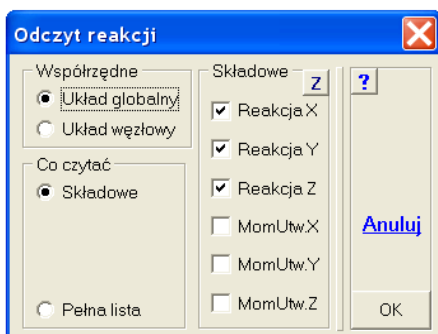 Odczyt reakcji
Współrzędne
Układ globalny
Układ węzłowy
Co czytać
Składowe
Pełna lista
Składowe
Z
Reakcja X
Reakcja Y
Reakcja Z
MomUtw.X
MomUtw.Y
MomUtw.Z
?
Anuluj
OK